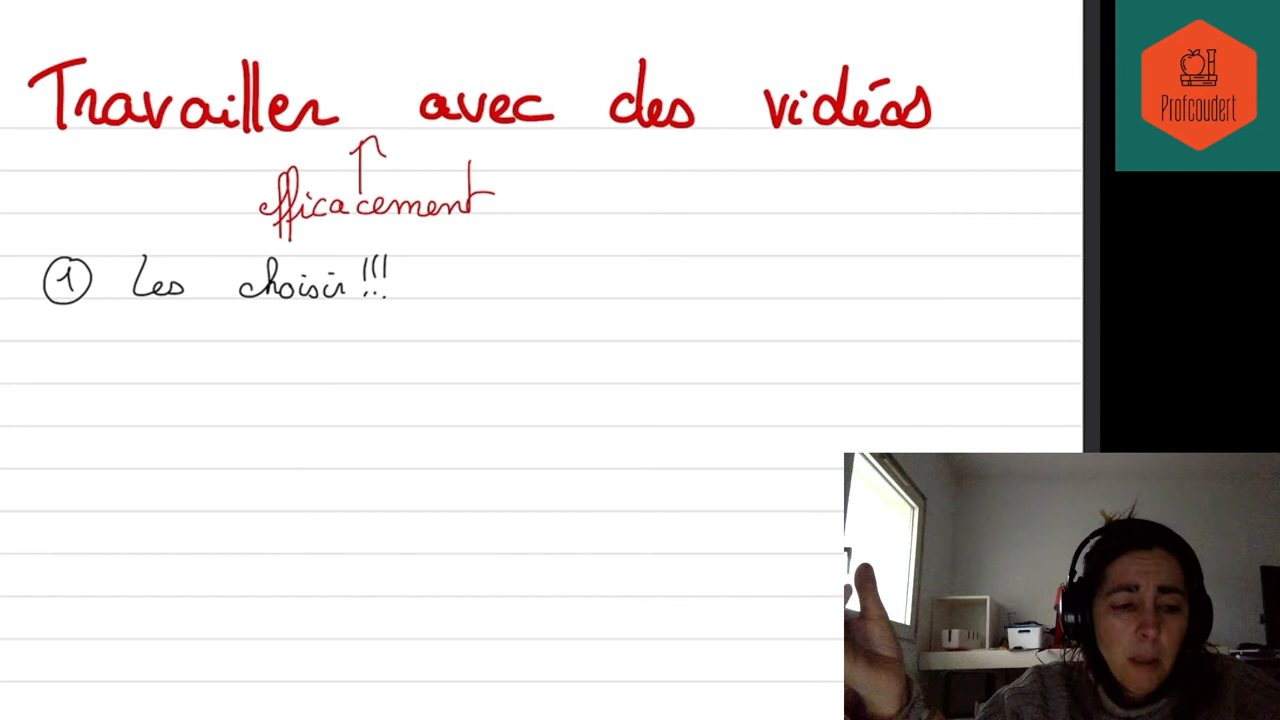 Travailler avec des vidéos
efficacement
① Les choisir!!!
Profcoudert